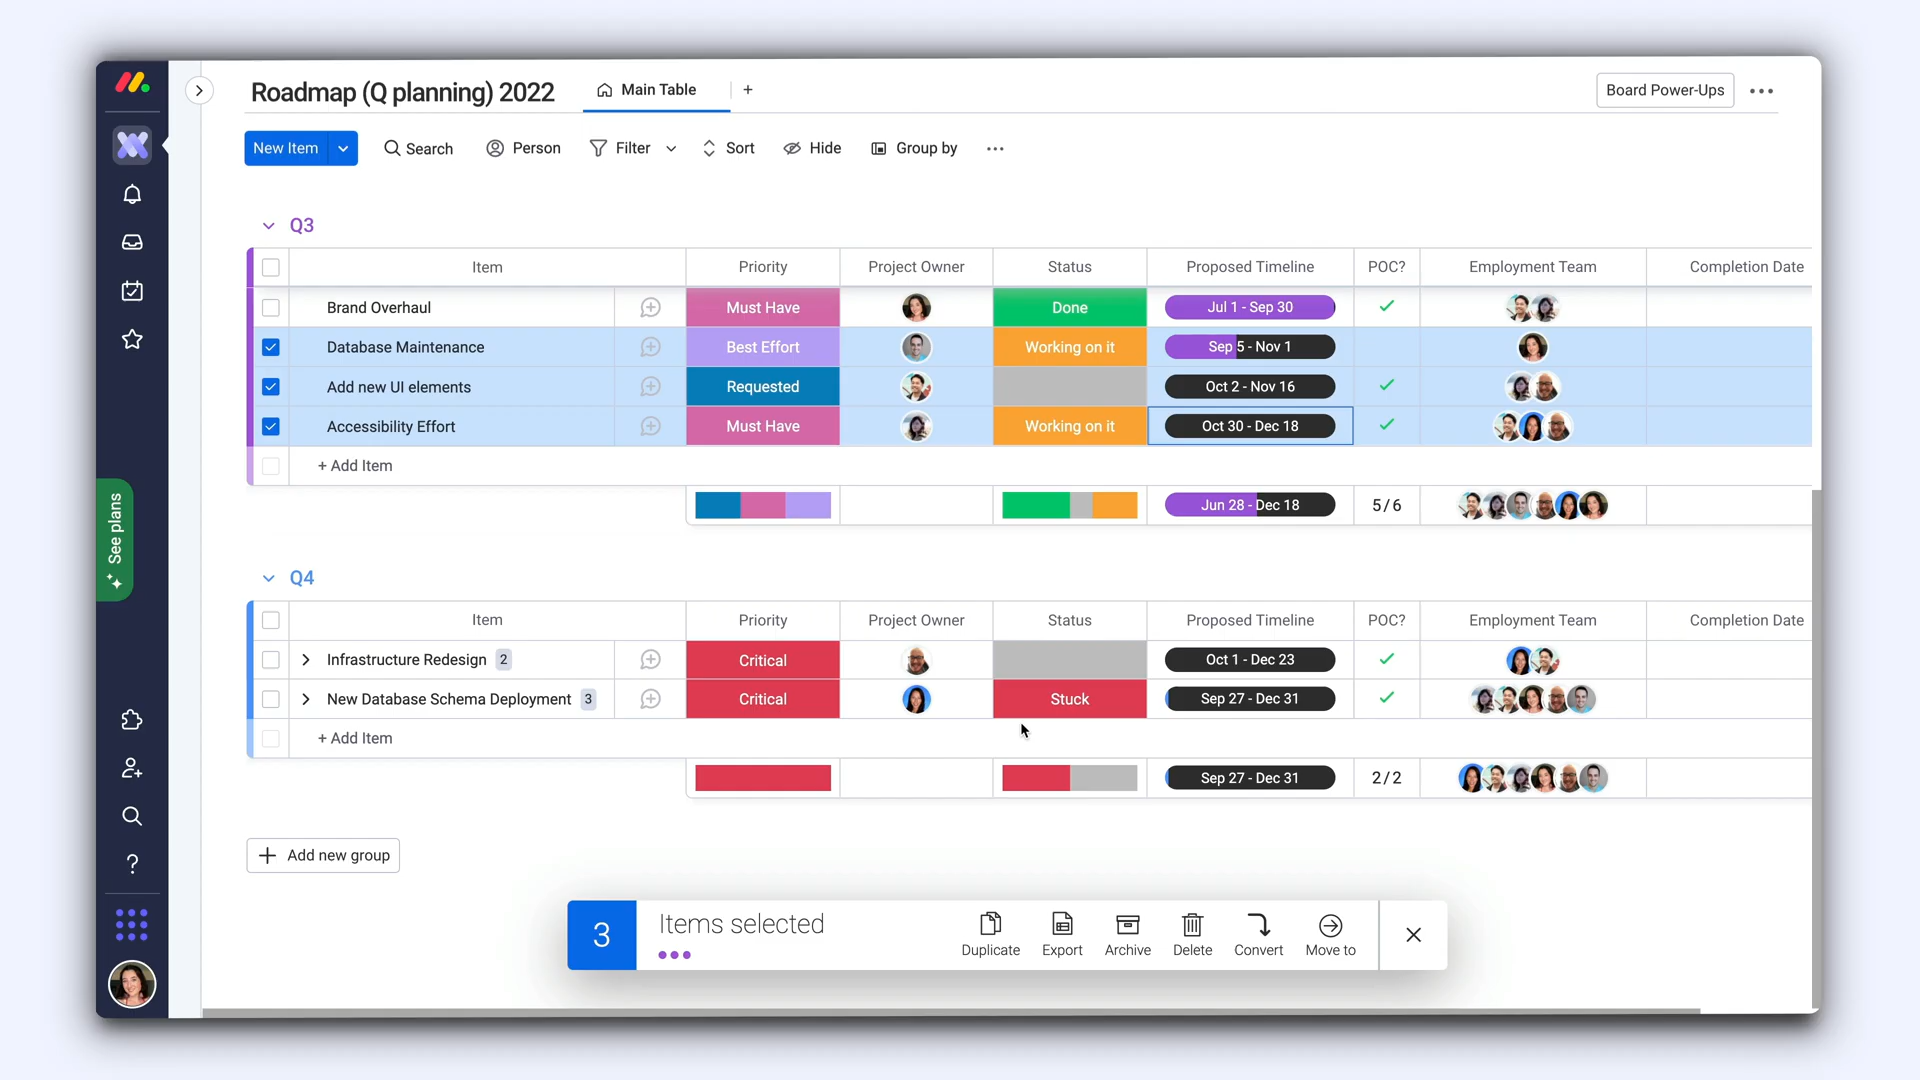 Roadmap (Q planning) 2022
Main Table
+
Board Power-Ups
New Item
Search
Person
Filter
Sort
Hide
Group by
Q3
Item Priority Project Owner Status Proposed Timeline POC? Employment Team Completion Date
Brand Overhaul Must Have Done Jul 1 - Sep 30
Database Maintenance Best Effort Working on it Sep 5 - Nov 1
Add new UI elements Requested Oct 2 - Nov 16
Accessibility Effort Must Have Working on it Oct 30 - Dec 18
+ Add Item
Jun 28 - Dec 18 5/6
See plans
Q4
Item Priority Project Owner Status Proposed Timeline POC? Employment Team Completion Date
Infrastructure Redesign 2 Critical Oct 1 - Dec 23
New Database Schema Deployment 3 Critical Stuck Sep 27 - Dec 31
+ Add Item
Sep 27 - Dec 31 2/2
+ Add new group
3 Items selected
Duplicate Export Archive Delete Convert Move to